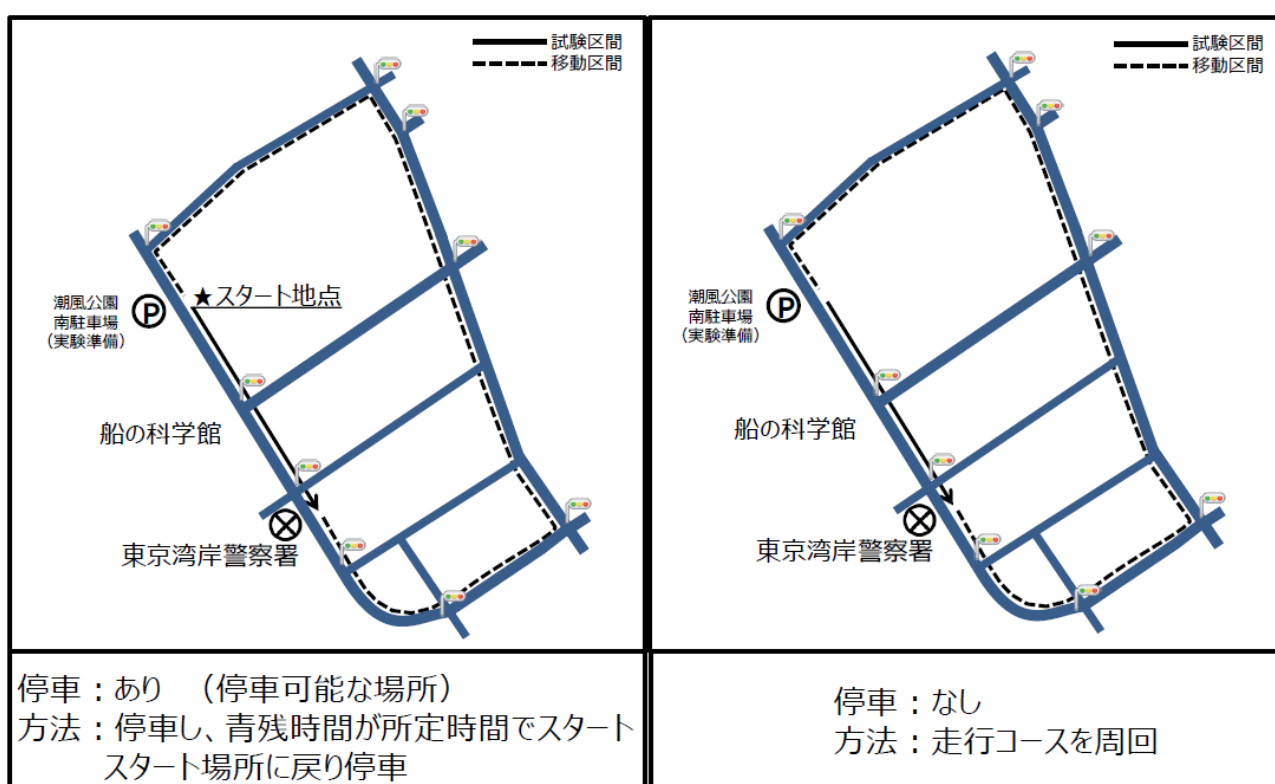 試験区間
移動区間
★スタート地点
潮風公園
南駐車場
（実験準備）
P
船の科学館
東京湾岸警察署
停車：あり （停車可能な場所）
方法：停車し、青残時間が所定時間でスタート
スタート場所に戻り停車
試験区間
移動区間
潮風公園
南駐車場
（実験準備）
P
船の科学館
東京湾岸警察署
停車：なし
方法：走行コースを周回